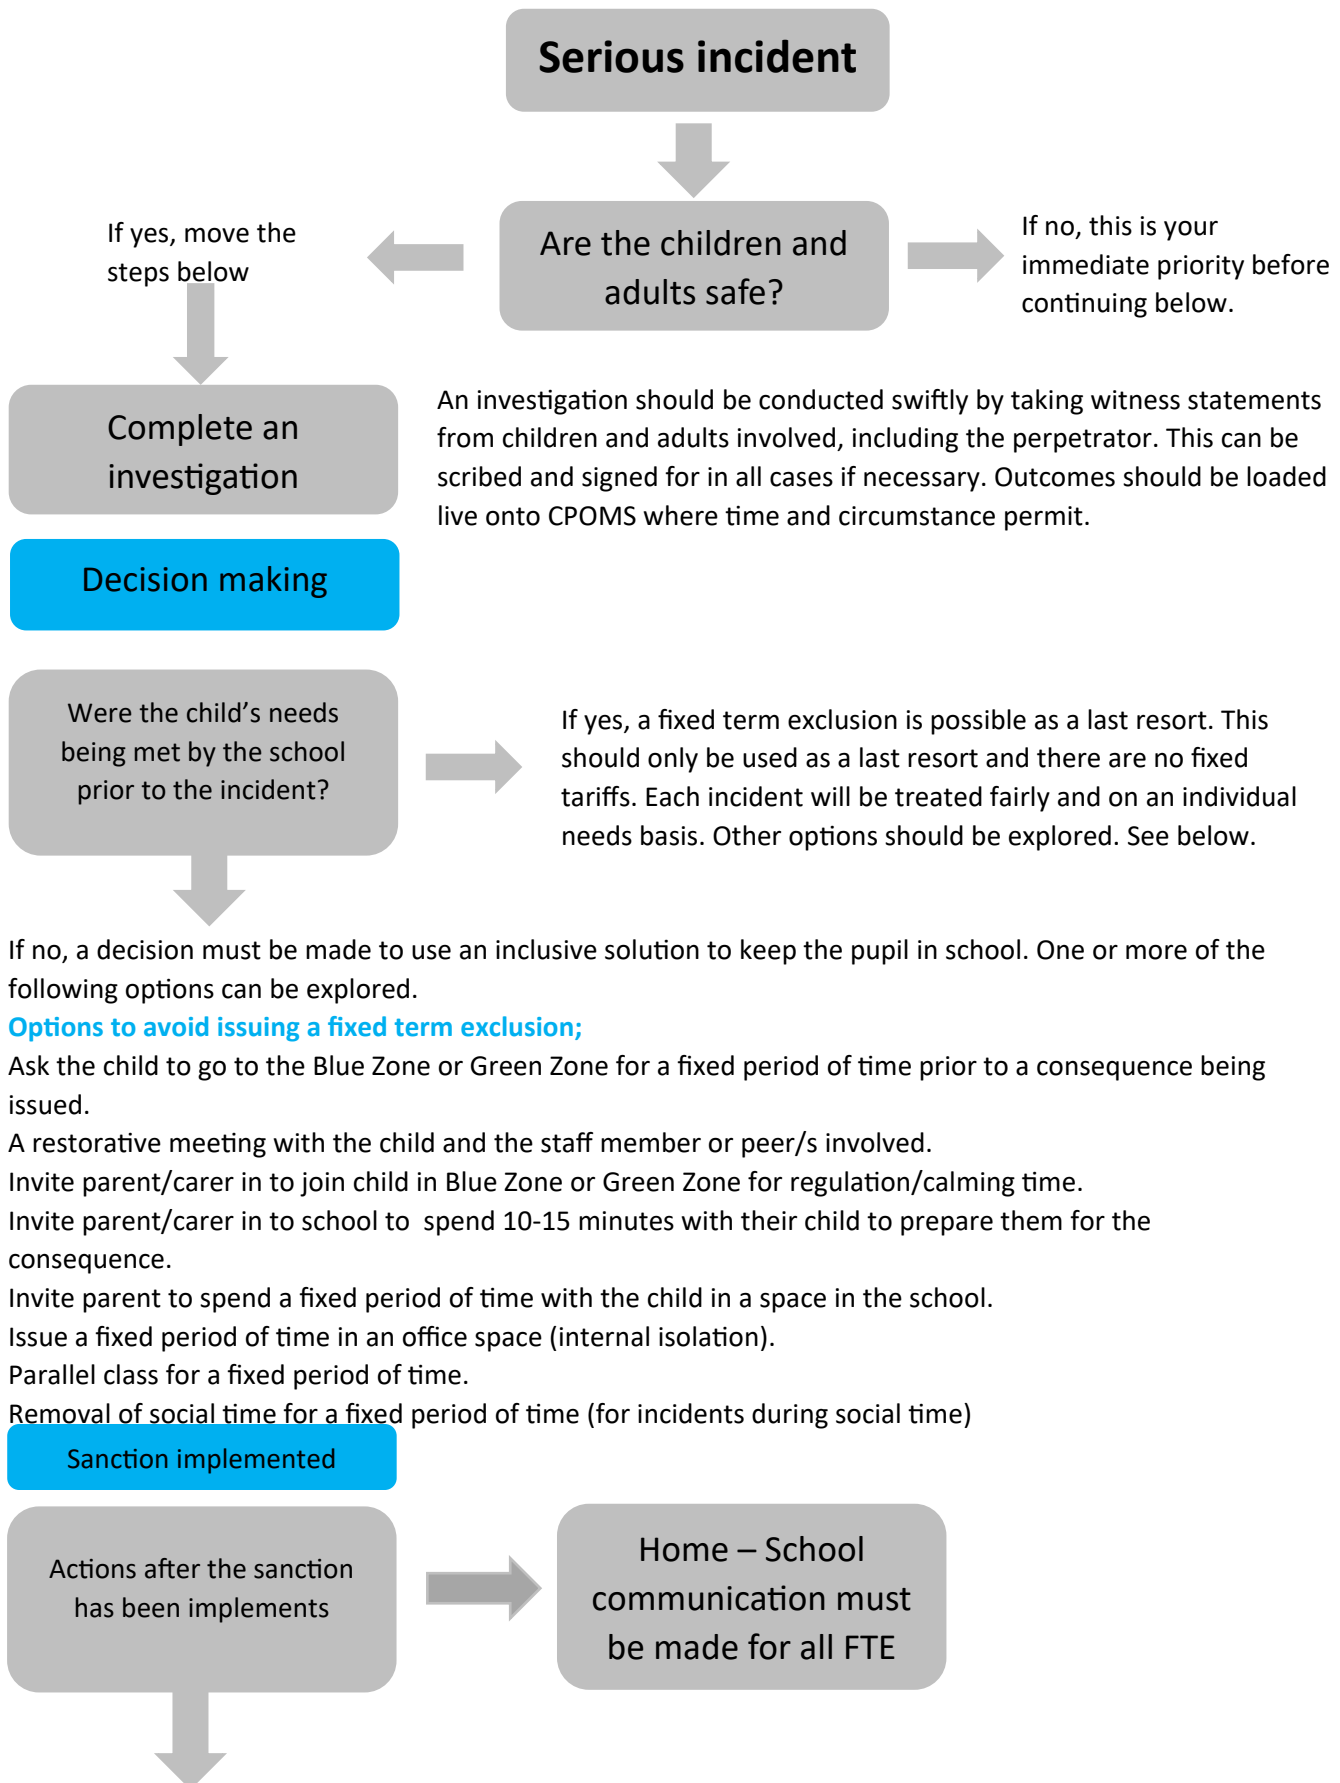 Serious incident
If yes, move the
steps below
Are the children and
adults safe?
If no, this is your
immediate priority before
continuing below.
Complete an
investigation
An investigation should be conducted swiftly by taking witness statements
from children and adults involved, including the perpetrator. This can be
scribed and signed for in all cases if necessary. Outcomes should be loaded
live onto CPOMS where time and circumstance permit.
Decision making
Were the child’s needs
being met by the school
prior to the incident?
If yes, a fixed term exclusion is possible as a last resort. This
should only be used as a last resort and there are no fixed
tariffs. Each incident will be treated fairly and on an individual
needs basis. Other options should be explored. See below.
If no, a decision must be made to use an inclusive solution to keep the pupil in school. One or more of the
following options can be explored.
Options to avoid issuing a fixed term exclusion;
Ask the child to go to the Blue Zone or Green Zone for a fixed period of time prior to a consequence being
issued.
A restorative meeting with the child and the staff member or peer/s involved.
Invite parent/carer in to join child in Blue Zone or Green Zone for regulation/calming time.
Invite parent/carer in to school to  spend 10-15 minutes with their child to prepare them for the
consequence.
Invite parent to spend a fixed period of time with the child in a space in the school.
Issue a fixed period of time in an office space (internal isolation).
Parallel class for a fixed period of time.
Removal of social time for a fixed period of time (for incidents during social time)
Sanction implemented
Actions after the sanction
has been implements
Home – School
communication must
be made for all FTE